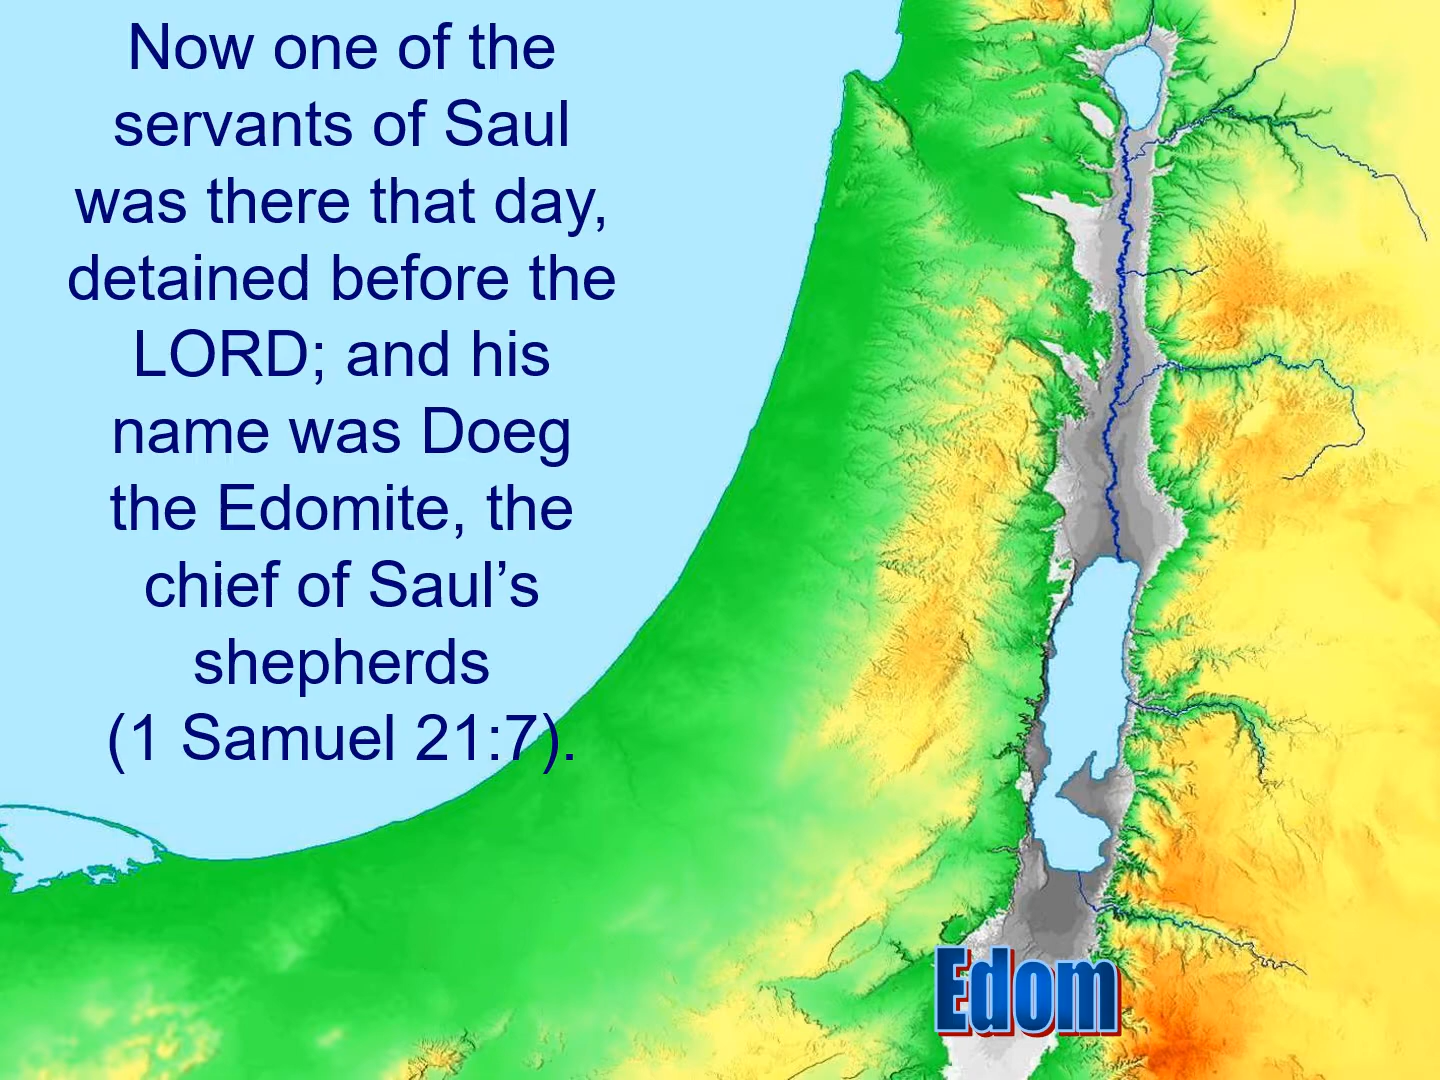 Now one of the
servants of Saul
was there that day,
detained before the
LORD; and his
name was Doeg
the Edomite, the
chief of Saul’s
shepherds
(1 Samuel 21:7).
Edom